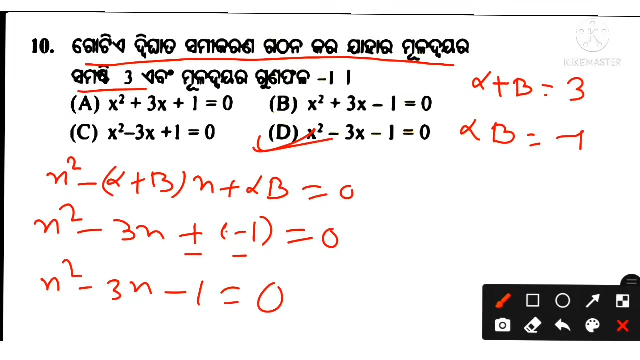 10. ଗୋଟିଏ ଦ୍ଵିଘାତ ସମୀକରଣ ଗଠନ କର ଯାହାର ମୂଳଦ୍ଵୟର
ସମଷ୍ଟି 3 ଏବଂ ମୂଳଦ୍ଵୟର ଗୁଣଫଳ –1 ।
(A) x² + 3x + 1 = 0 (B) x² + 3x – 1 = 0
(C) x²–3x +1 = 0 (D) x² – 3x – 1 = 0
α+β = 3
αβ = -1
x² - (α+β)x + αβ = 0
x² - 3x + (-1) = 0
x² - 3x - 1 = 0
KINEMASTER